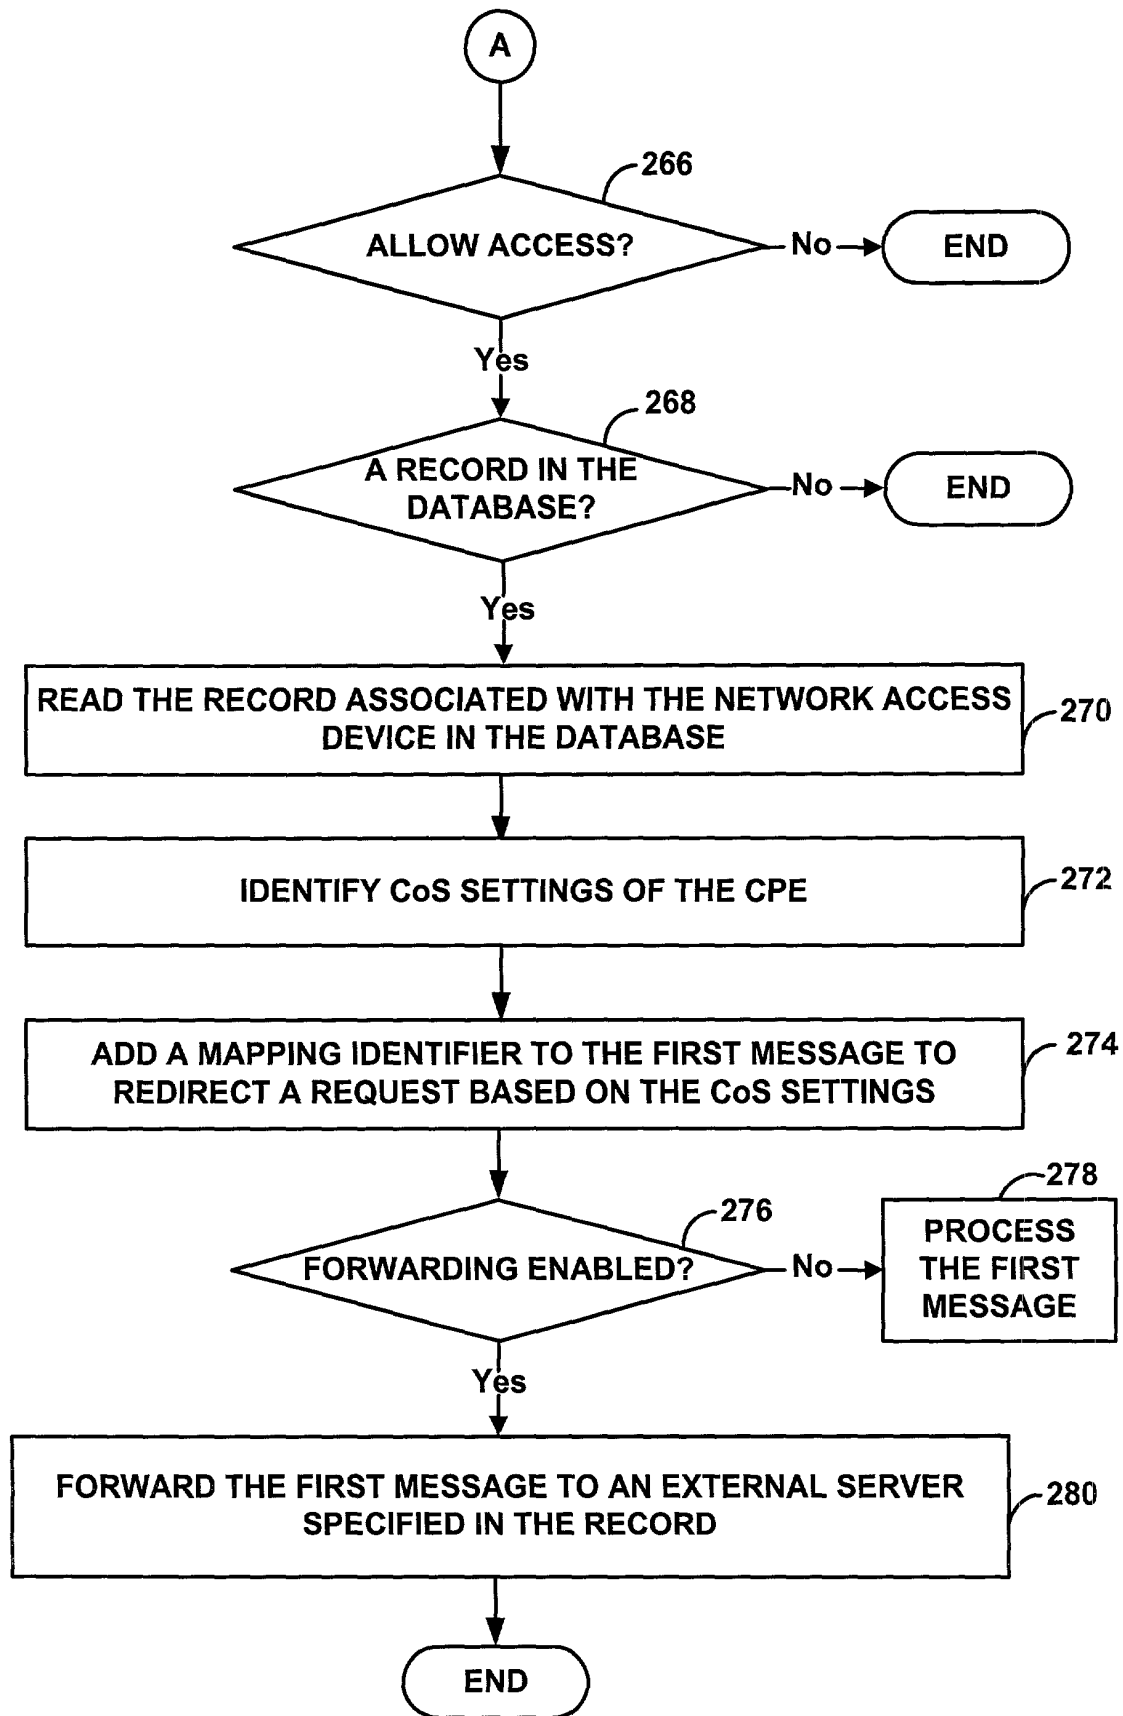 A
266
ALLOW ACCESS?
No
END
Yes
268
A RECORD IN THE
DATABASE?
No
END
Yes
READ THE RECORD ASSOCIATED WITH THE NETWORK ACCESS
DEVICE IN THE DATABASE
270
IDENTIFY CoS SETTINGS OF THE CPE
272
ADD A MAPPING IDENTIFIER TO THE FIRST MESSAGE TO
REDIRECT A REQUEST BASED ON THE CoS SETTINGS
274
276
FORWARDING ENABLED?
No
278
PROCESS
THE FIRST
MESSAGE
Yes
FORWARD THE FIRST MESSAGE TO AN EXTERNAL SERVER
SPECIFIED IN THE RECORD
280
END